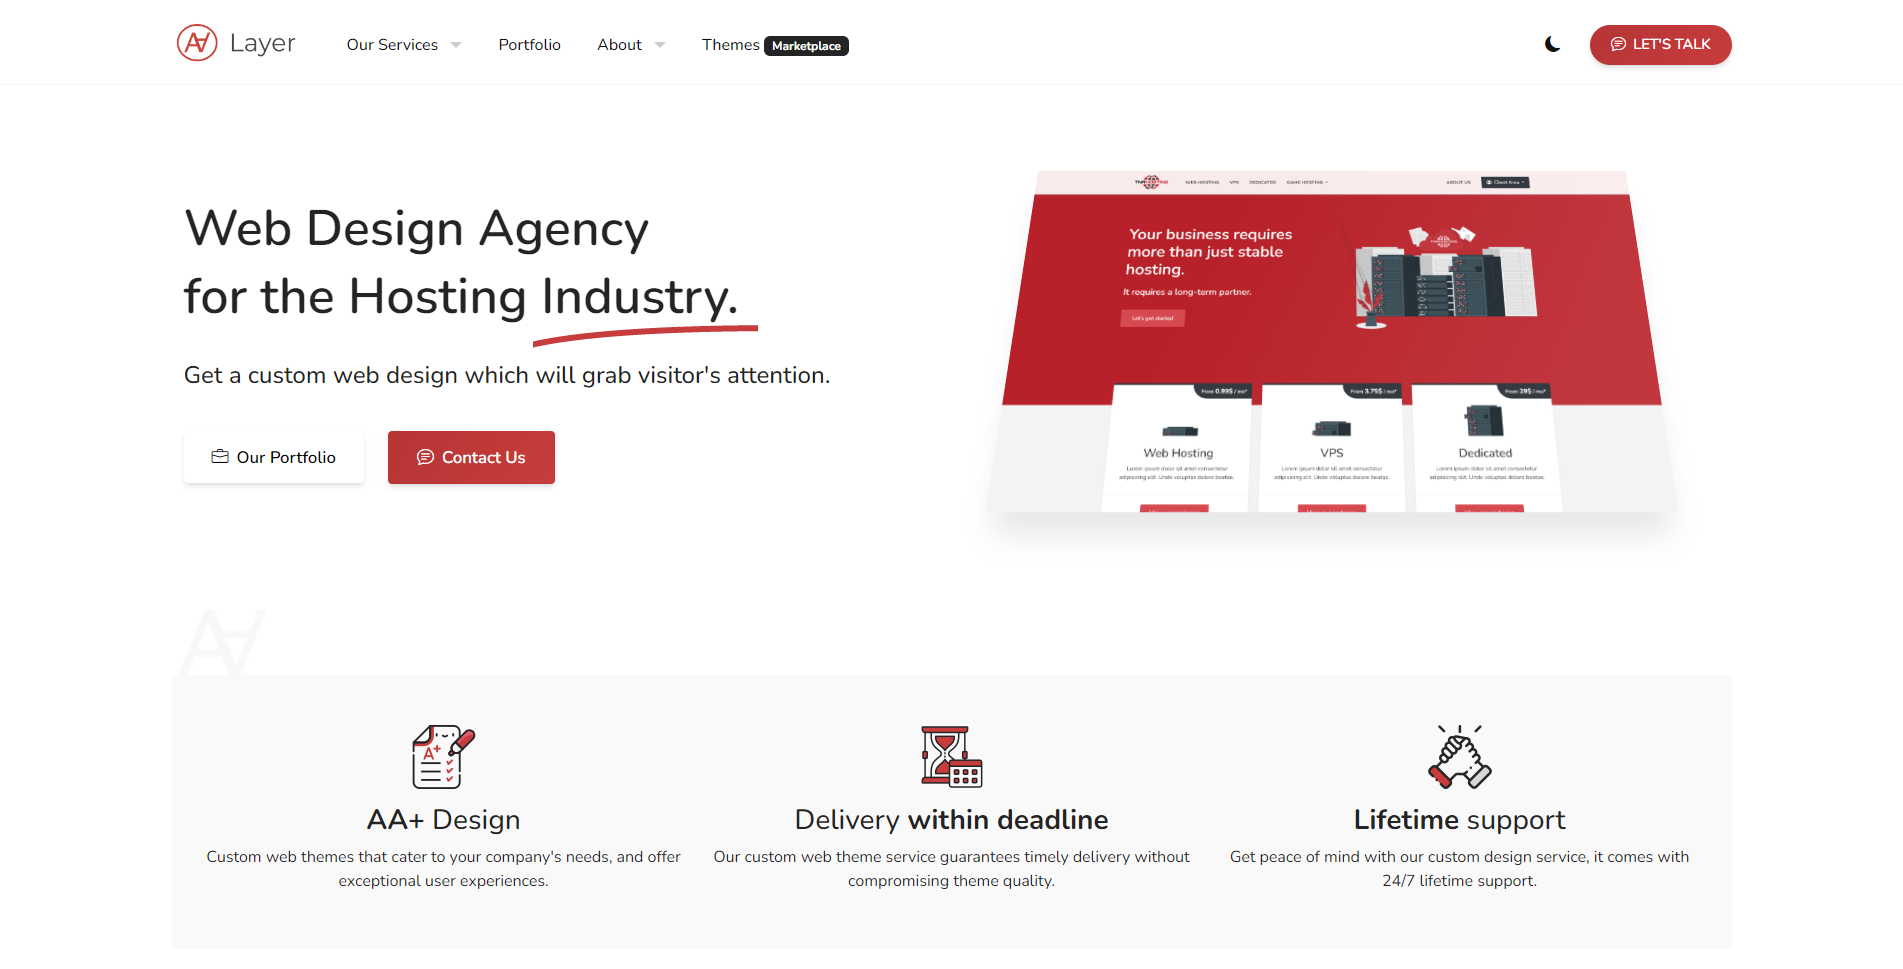 Layer
Our Services
Portfolio
About
Themes Marketplace
LET'S TALK
Web Design Agency
for the Hosting Industry.
Get a custom web design which will grab visitor's attention.
Our Portfolio
Contact Us
WEB HOSTING
VPS
DEDICATED
GAME HOSTING
ABOUT US
Client Area
Your business requires
more than just stable
hosting.
It requires a long-term partner.
Let's get started
From 0.99$ / mo*
From 3.75$ / mo*
From 29$ / mo*
Web Hosting
VPS
Dedicated
Lorem ipsum dolor sit amet consectetur
adipisicing elit. Unde voluptas dolore beatae.
Lorem ipsum dolor sit amet consectetur
adipisicing elit. Unde voluptas dolore beatae.
Lorem ipsum dolor sit amet consectetur
adipisicing elit. Unde voluptas dolore beatae.
A+
AA+ Design
Custom web themes that cater to your company's needs, and offer
exceptional user experiences.
Delivery within deadline
Our custom web theme service guarantees timely delivery without
compromising theme quality.
Lifetime support
Get peace of mind with our custom design service, it comes with
24/7 lifetime support.